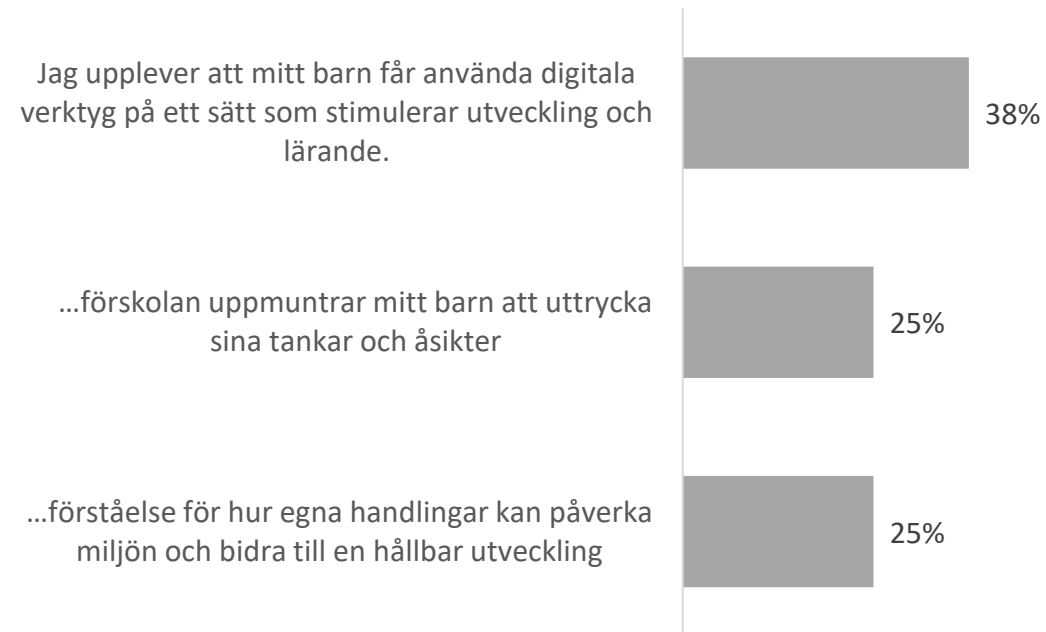 Jag upplever att mitt barn får använda digitala
verktyg på ett sätt som stimulerar utveckling och
lärande.
38%
…förskolan uppmuntrar mitt barn att uttrycka
sina tankar och åsikter
25%
…förståelse för hur egna handlingar kan påverka
miljön och bidra till en hållbar utveckling
25%